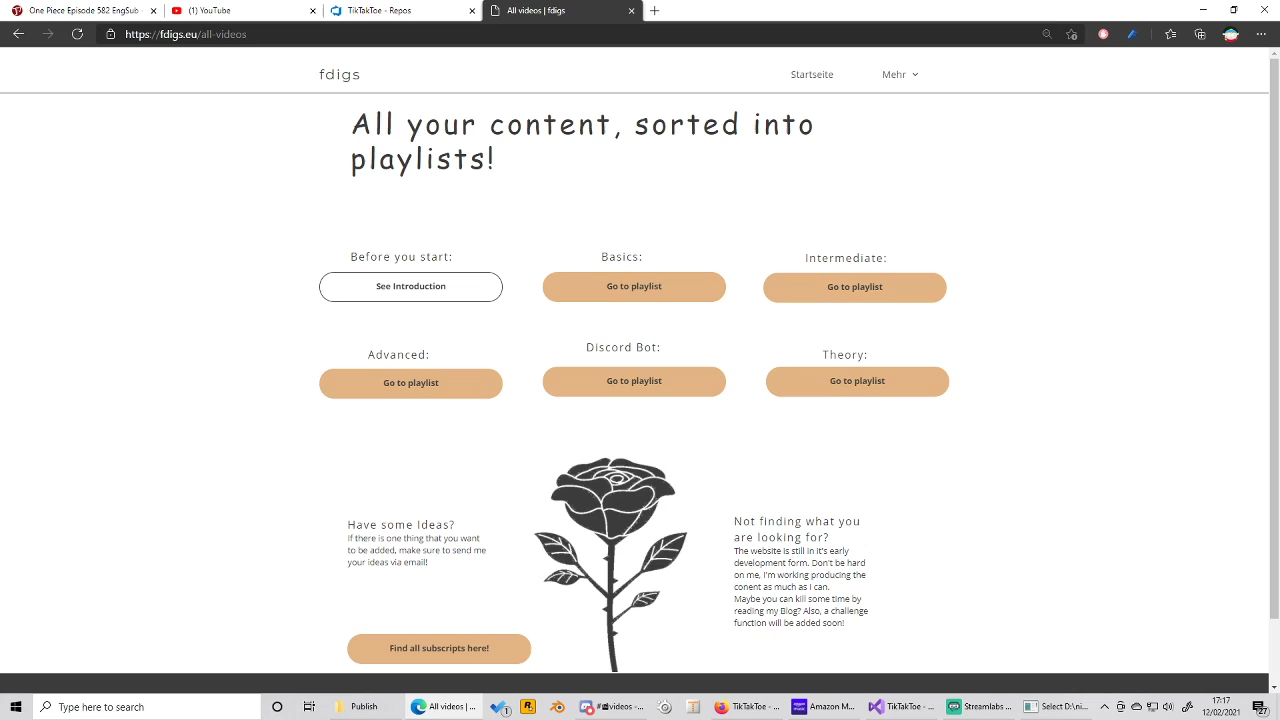 One Piece Episode 582 EngSub
(1) YouTube
TikTakToe - Repos
All videos | fdigs
https://fdigs.eu/all-videos
fdigs
Startseite
Mehr
All your content, sorted into
playlists!
Before you start:
Basics:
Intermediate:
See Introduction
Go to playlist
Go to playlist
Advanced:
Discord Bot:
Theory:
Go to playlist
Go to playlist
Go to playlist
Have some Ideas?
If there is one thing that you want
to be added, make sure to send me
your ideas via email!
Find all subscripts here!
Not finding what you
are looking for?
The website is still in it's early
development form. Don't be hard
on me, I'm working producing the
conent as much as I can.
Maybe you can kill some time by
reading my Blog? Also, a challenge
function will be added soon!
Type here to search
Publish
All videos | ...
#📹videos - ...
TikTakToe - ...
Amazon M...
TikTakToe - ...
Streamlabs ...
Select D:\ni...
17:17
12/02/2021
27